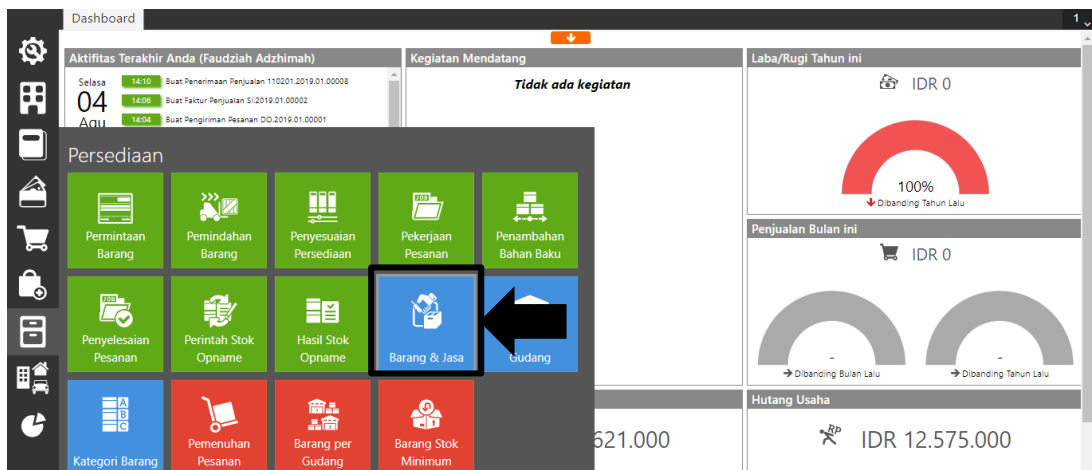 Dashboard
1
Aktifitas Terakhir Anda (Faudziah Adzhimah)
Selasa
04
Agu
14:10 Buat Penerimaan Penjualan 110201.2019.01.00008
14:06 Buat Faktur Penjualan SI.2019.01.00002
14:04 Buat Pengiriman Pesanan DO.2019.01.00001
Kegiatan Mendatang
Tidak ada kegiatan
Laba/Rugi Tahun ini
IDR 0
100%
Dibanding Tahun Lalu
Penjualan Bulan ini
IDR 0
-
Dibanding Bulan Lalu
-
Dibanding Tahun Lalu
Hutang Usaha
RP
IDR 12.575.000
621.000
Persediaan
Permintaan
Barang
Pemindahan
Barang
Penyesuaian
Persediaan
JOB
Pekerjaan
Pesanan
Penambahan
Bahan Baku
JOB
Penyelesaian
Pesanan
Perintah Stok
Opname
Hasil Stok
Opname
Barang & Jasa
Gudang
A
B
C
Kategori Barang
Pemenuhan
Pesanan
Barang per
Gudang
Barang Stok
Minimum